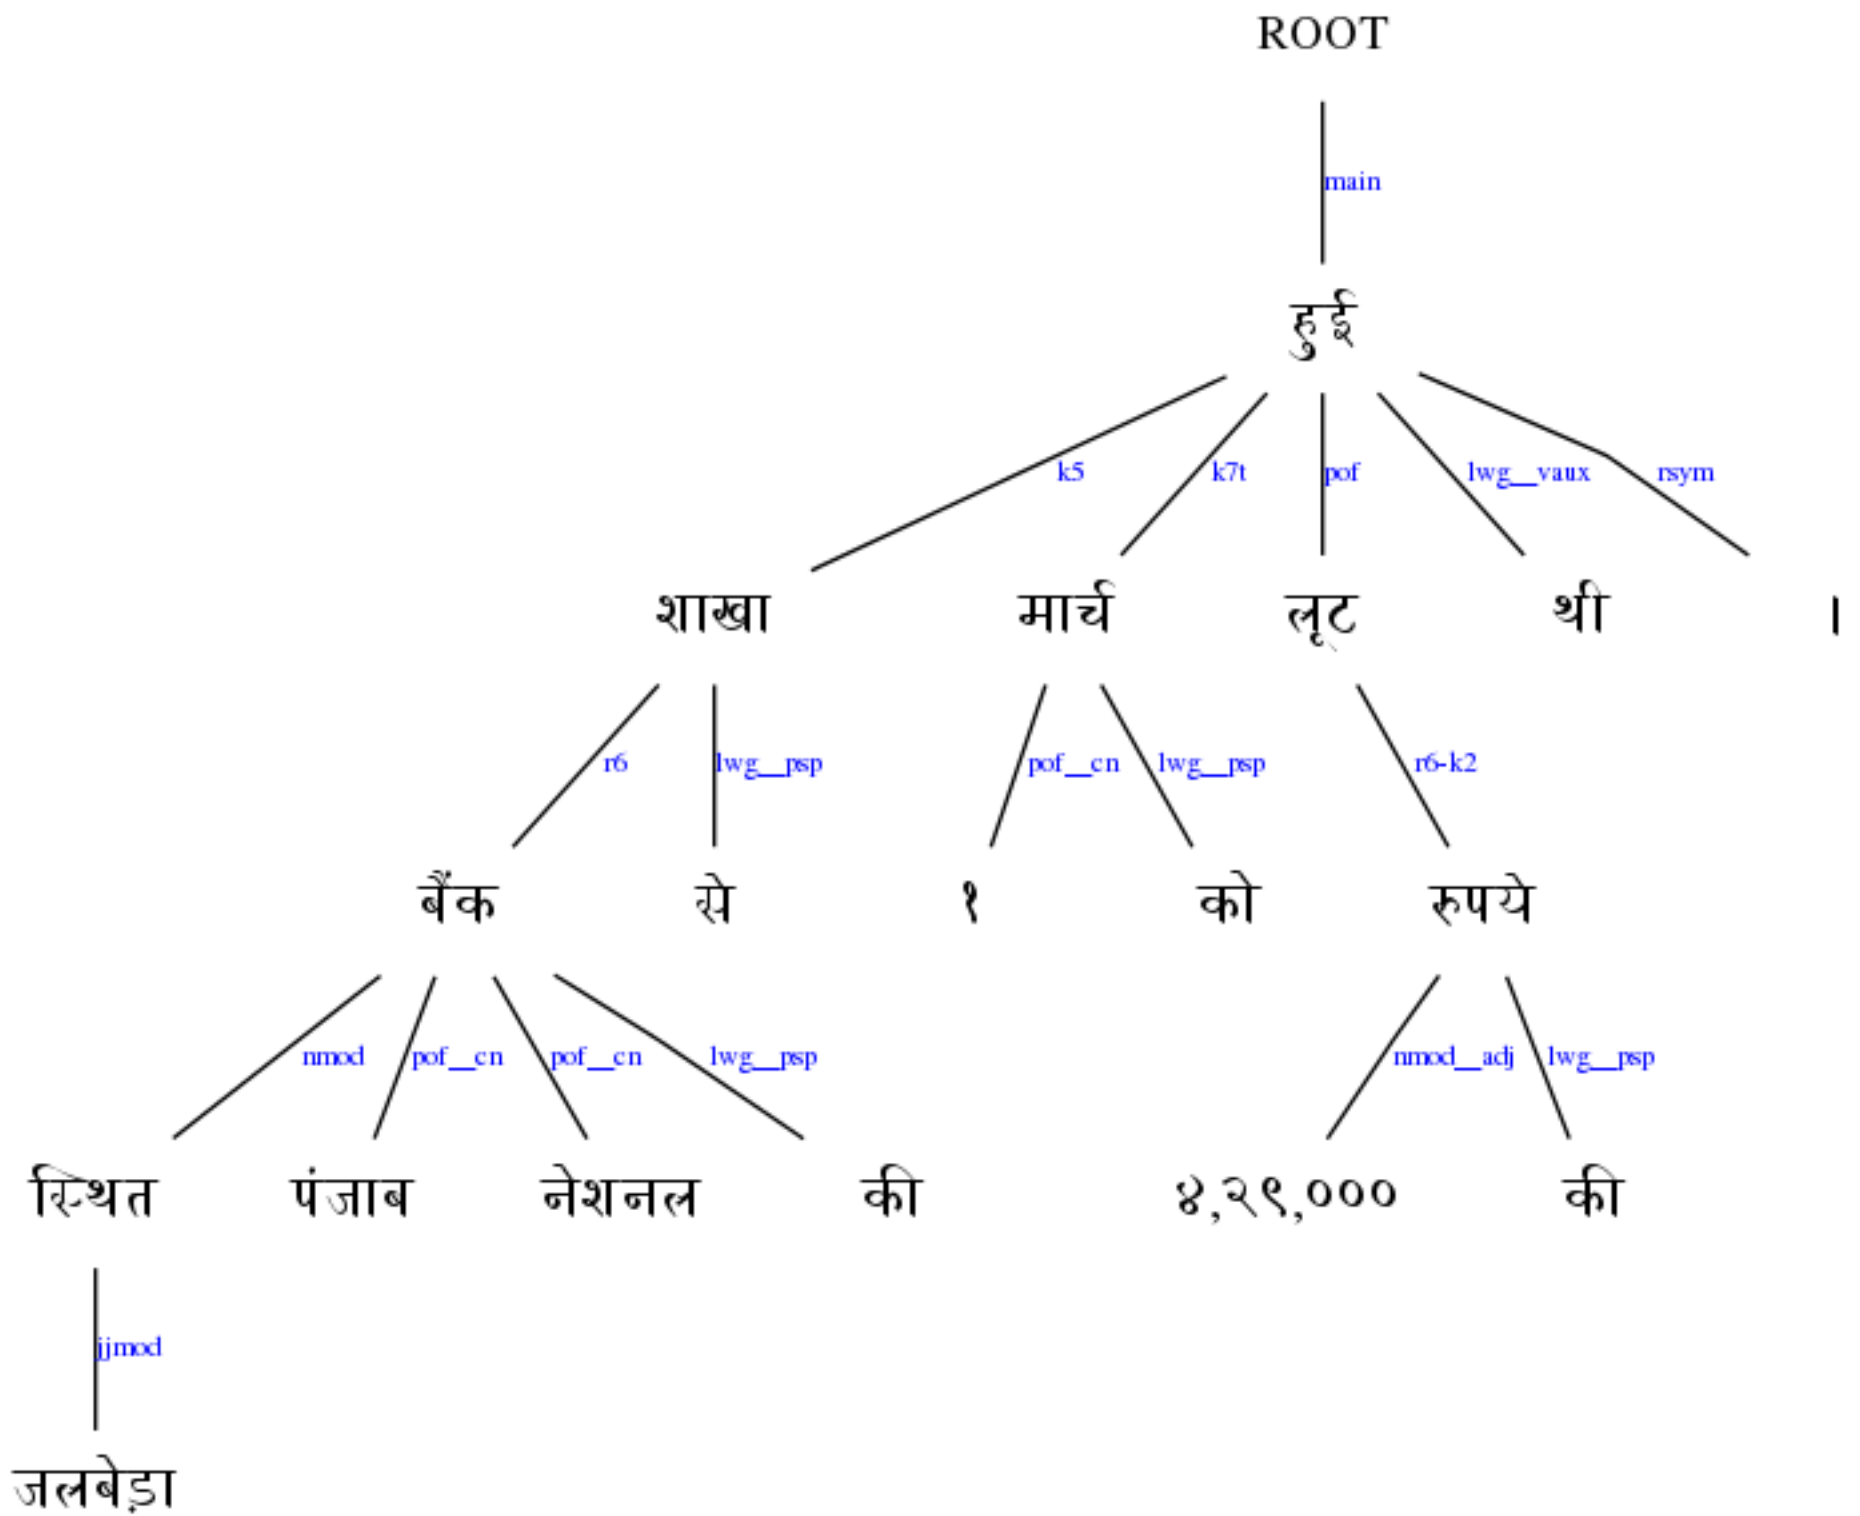 ROOT
main
हुई
k5 k7t pof lwg__vaux rsym
शाखा मार्च लूट थी ।
r6 lwg__psp pof__cn lwg__psp r6-k2
बैंक से १ को रुपये
nmod pof__cn pof__cn lwg__psp nmod__adj lwg__psp
स्थित पंजाब नेशनल की ४,२९,००० की
jjmod
जलबेड़ा